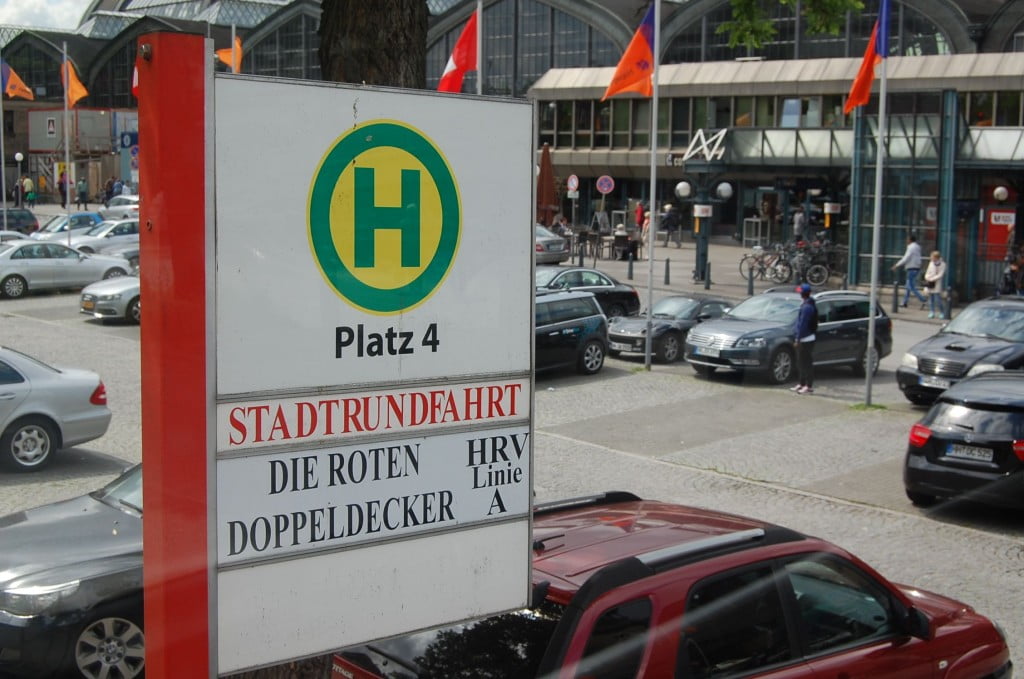 H
Platz 4
STADTRUNDFAHRT
DIE ROTEN
DOPPELDECKER
HRV
Linie
A